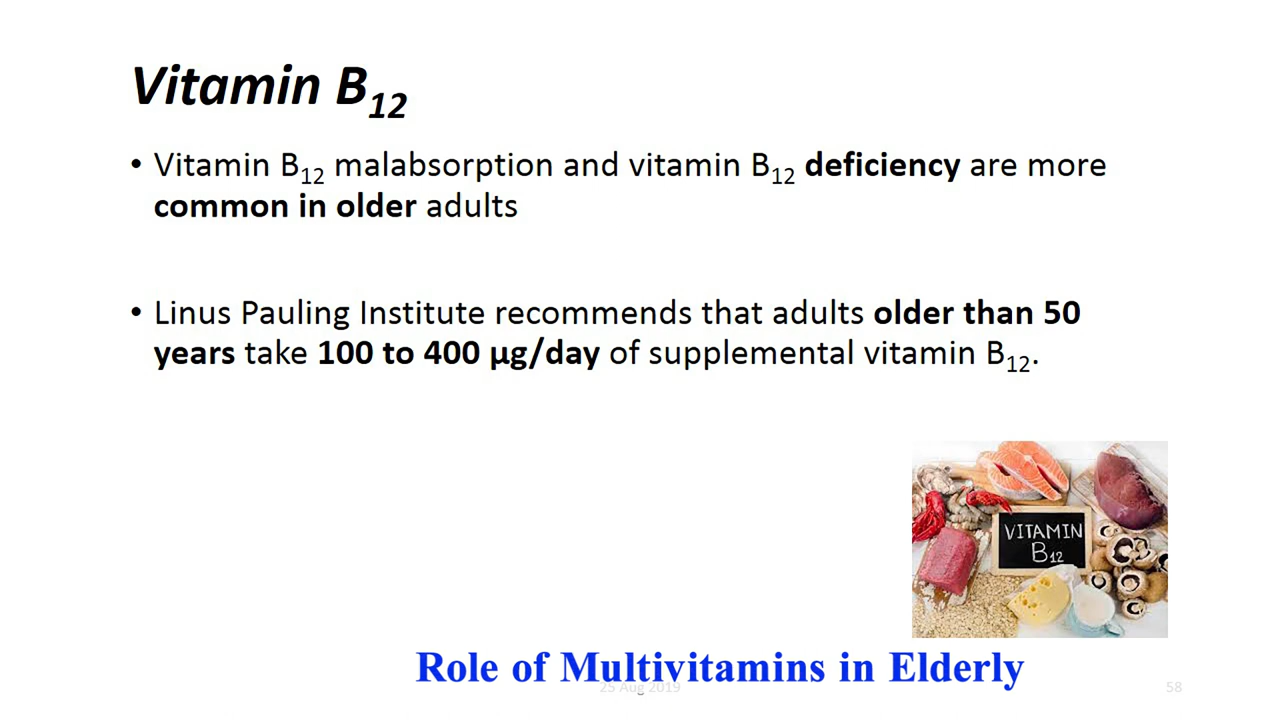 Vitamin B12
• Vitamin B12 malabsorption and vitamin B12 deficiency are more
common in older adults
• Linus Pauling Institute recommends that adults older than 50
years take 100 to 400 µg/day of supplemental vitamin B12.
VITAMIN
B12
Role of Multivitamins in Elderly
25 Aug 2019
58